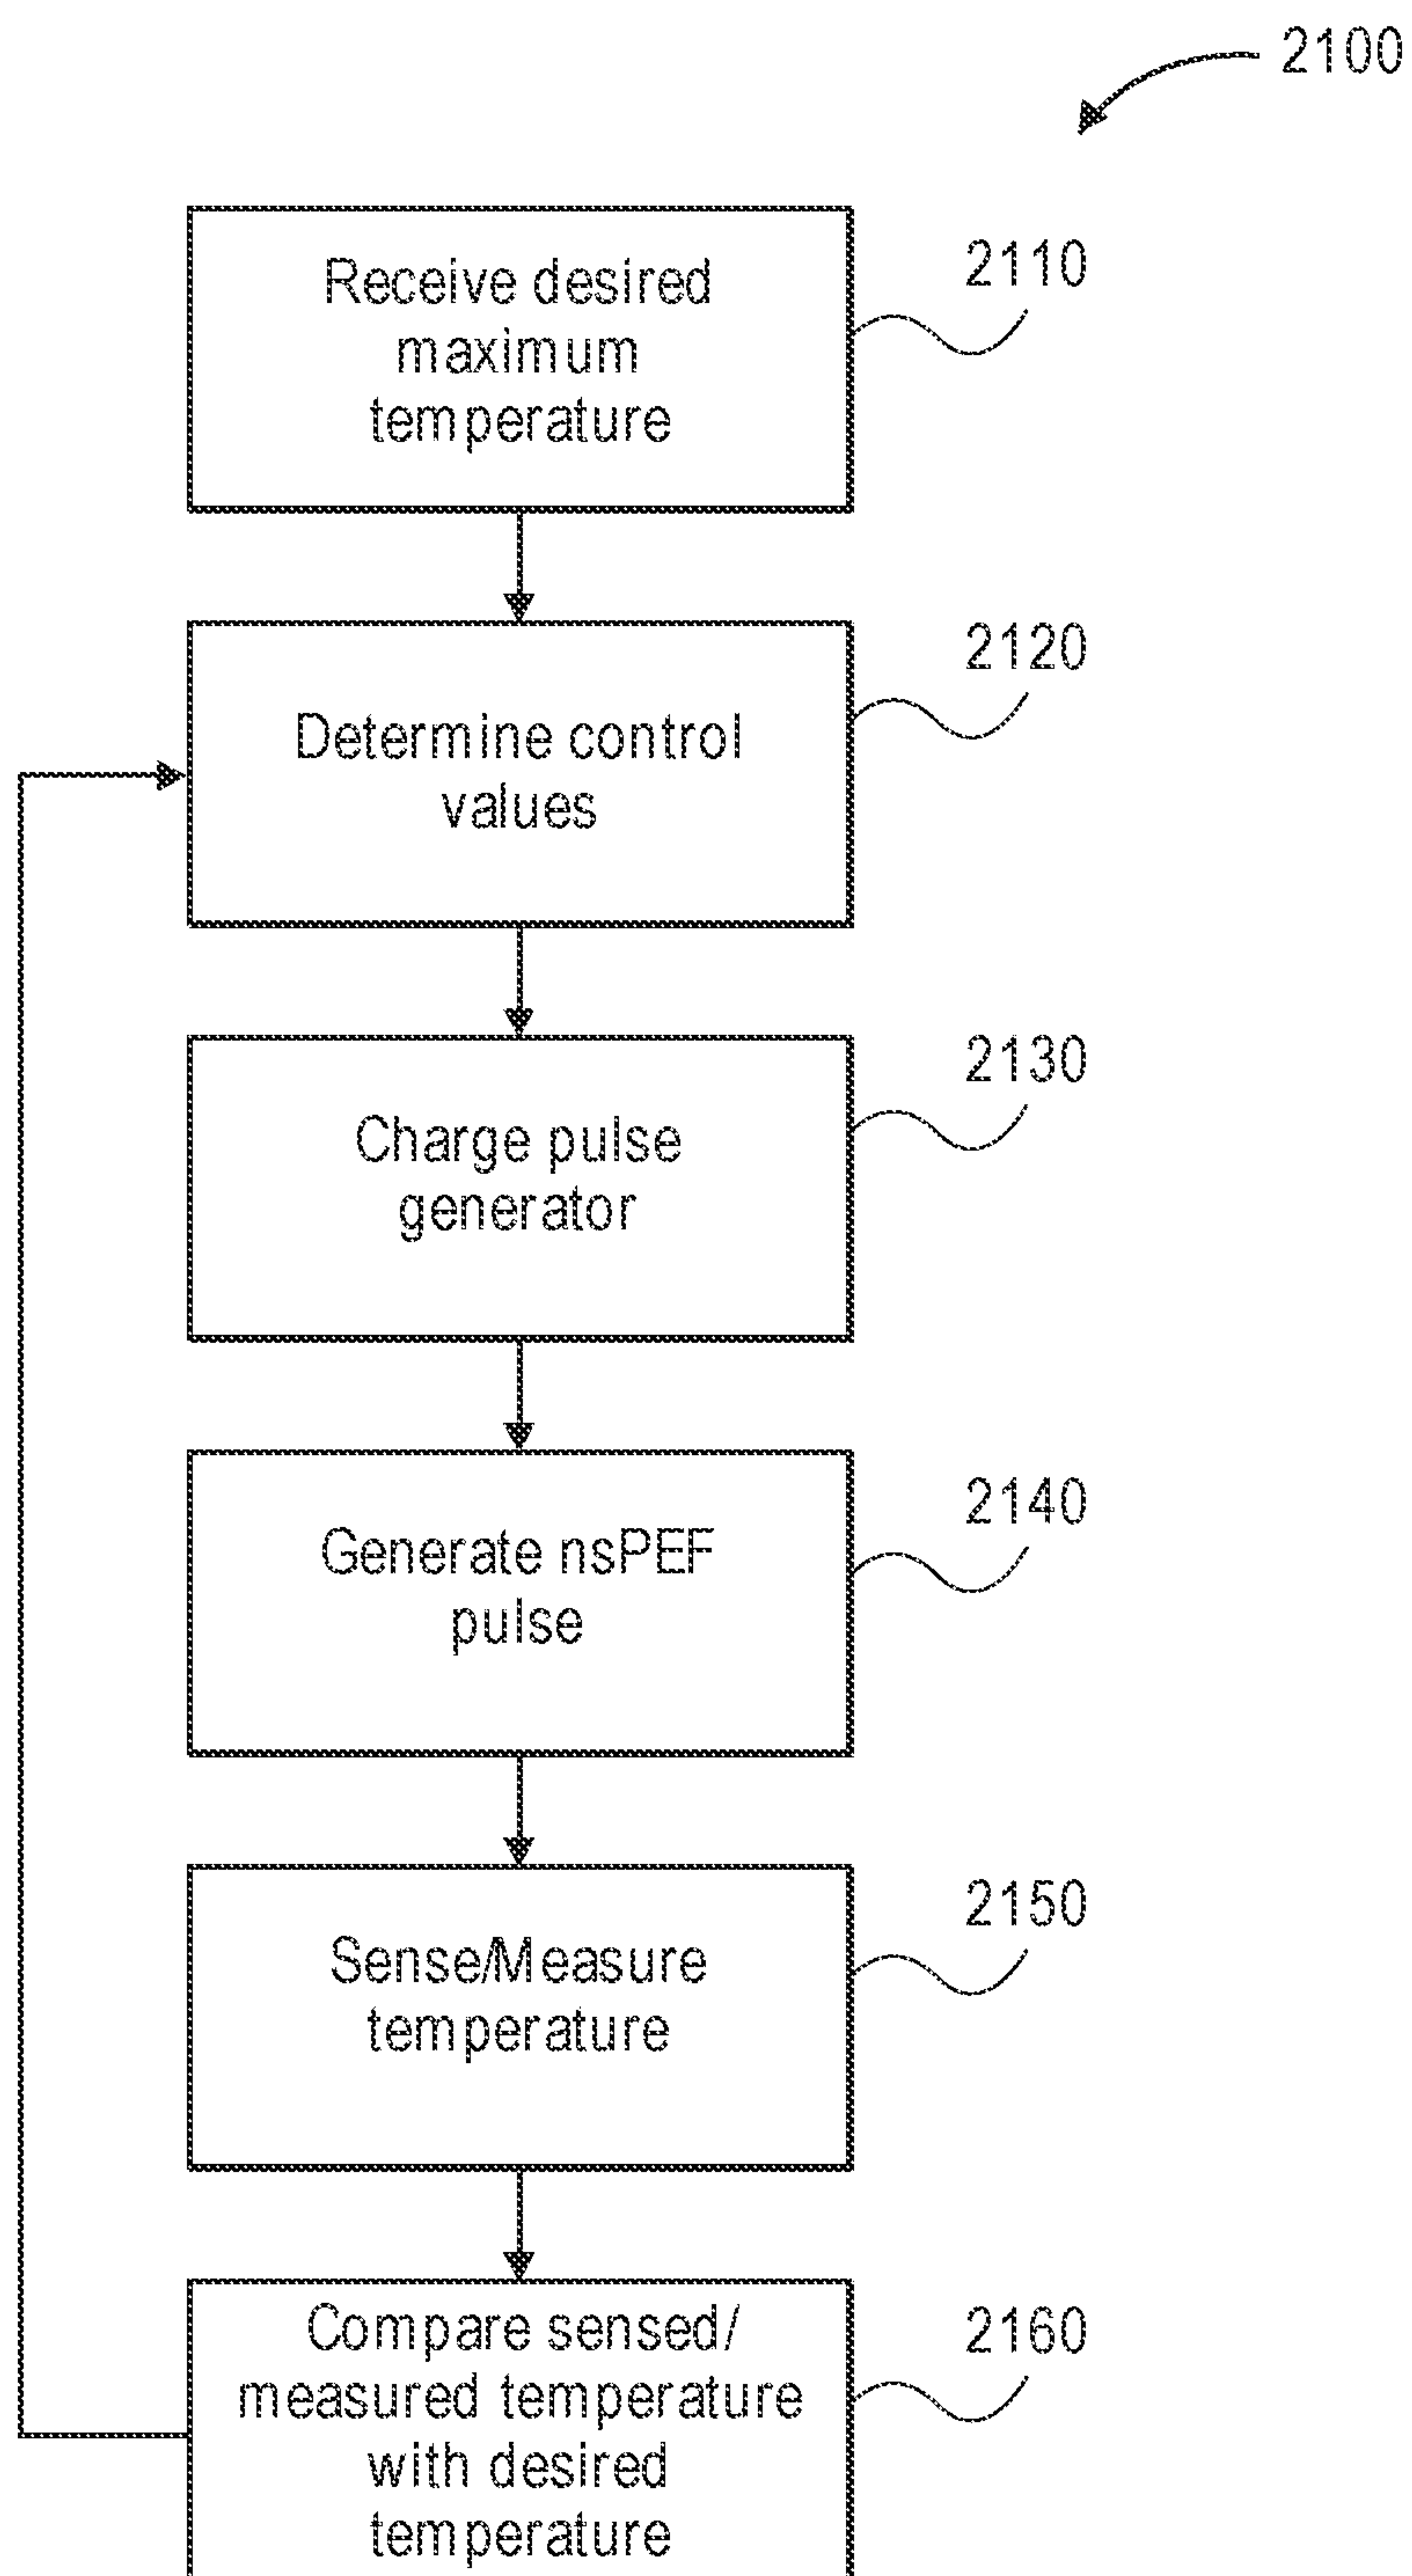 2100
Receive desired
maximum
temperature
2110
Determine control
values
2120
Charge pulse
generator
2130
Generate nsPEF
pulse
2140
Sense/Measure
temperature
2150
Compare sensed/
measured temperature
with desired
temperature
2160